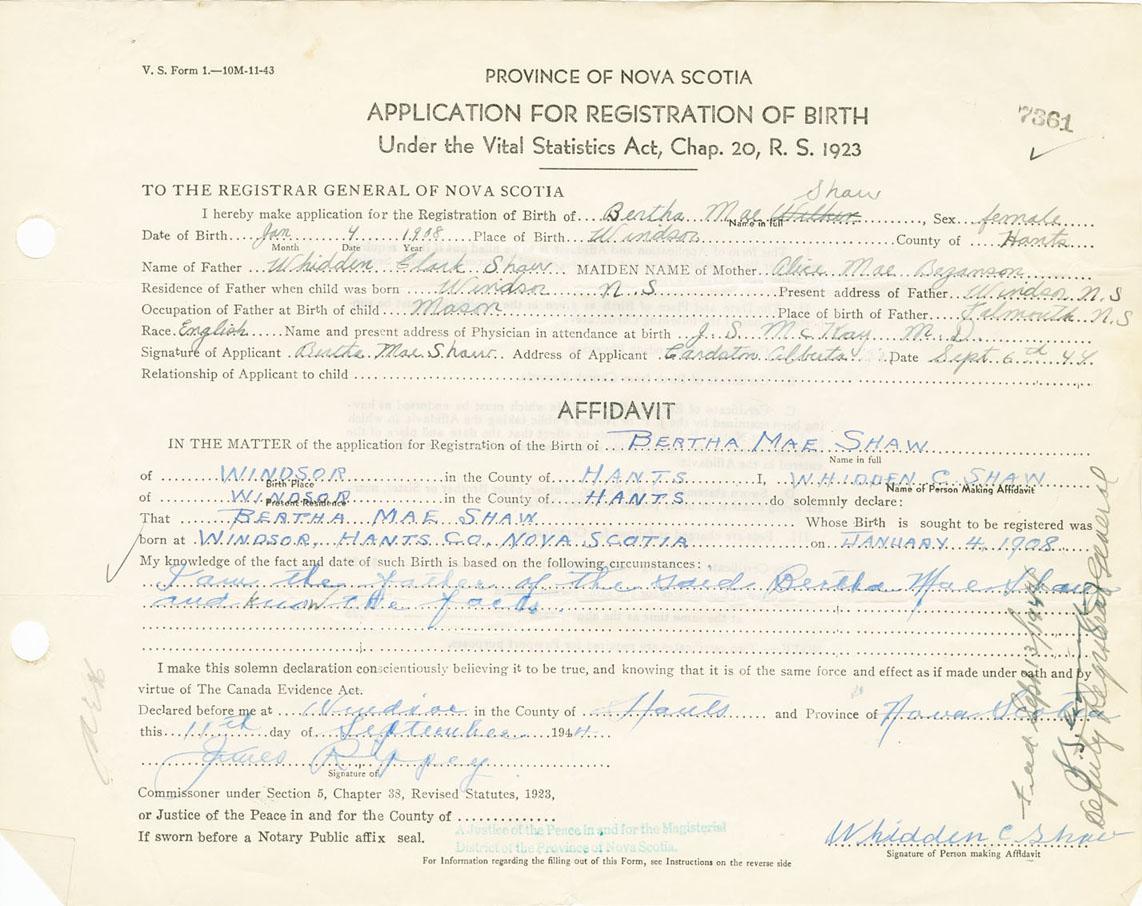 V. S. Form 1.—10M-11-43
PROVINCE OF NOVA SCOTIA
APPLICATION FOR REGISTRATION OF BIRTH
7361
Under the Vital Statistics Act, Chap. 20, R. S. 1923
TO THE REGISTRAR GENERAL OF NOVA SCOTIA
Shaw
I hereby make application for the Registration of Birth of Bertha Mae Wilbur, Sex female
Name in full
Date of Birth Jan 4 1908 Place of Birth Windsor County of Hants
Month Date Year
Name of Father Whidden Clark Shaw MAIDEN NAME of Mother Alice Mae Bezanson
Residence of Father when child was born Windsor N.S Present address of Father Windsor N.S
Occupation of Father at Birth of child Mason Place of birth of Father Falmouth N.S
Race English Name and present address of Physician in attendance at birth J. S. McKay M.D.
Signature of Applicant Bertha Mae Shaw Address of Applicant Cardston Alberta Date Sept 6th 44
Relationship of Applicant to child
AFFIDAVIT
IN THE MATTER of the application for Registration of the Birth of BERTHA MAE SHAW
Name in full
of WINDSOR in the County of HANTS I, WHIDDEN C SHAW
Birth Place Name of Person Making Affidavit
of WINDSOR in the County of HANTS do solemnly declare:
Present Residence
That BERTHA MAE SHAW Whose Birth is sought to be registered was
born at WINDSOR, HANTS CO, NOVA SCOTIA on JANUARY 4, 1908
My knowledge of the fact and date of such Birth is based on the following circumstances:
I am the father of the said Bertha Mae Shaw
and know the facts.
I make this solemn declaration conscientiously believing it to be true, and knowing that it is of the same force and effect as if made under oath and by
virtue of The Canada Evidence Act.
Declared before me at Windsor in the County of Hants and Province of Nova Scotia
this 11th day of September 1944
James Rippey
Signature of
Commissoner under Section 5, Chapter 38, Revised Statutes, 1923,
or Justice of the Peace in and for the County of
If sworn before a Notary Public affix seal.
A Justice of the Peace in and for the Magisterial
District of the Province of Nova Scotia.
Whidden C Shaw
Signature of Person making Affidavit
For Information regarding the filling out of this Form, see Instructions on the reverse side
Sept 13/1944
Deputy Registrar General